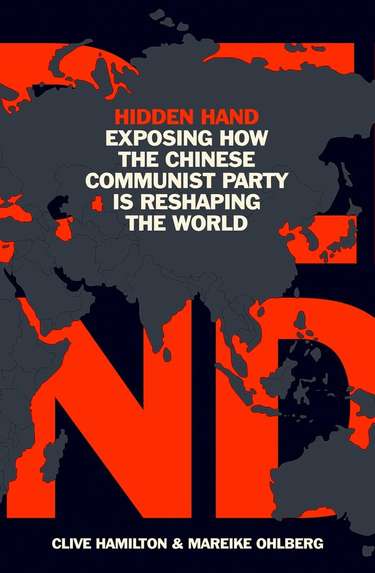 HIDDEN HAND
EXPOSING HOW
THE CHINESE
COMMUNIST PARTY
IS RESHAPING
THE WORLD
ND
CLIVE HAMILTON & MAREIKE OHLBERG